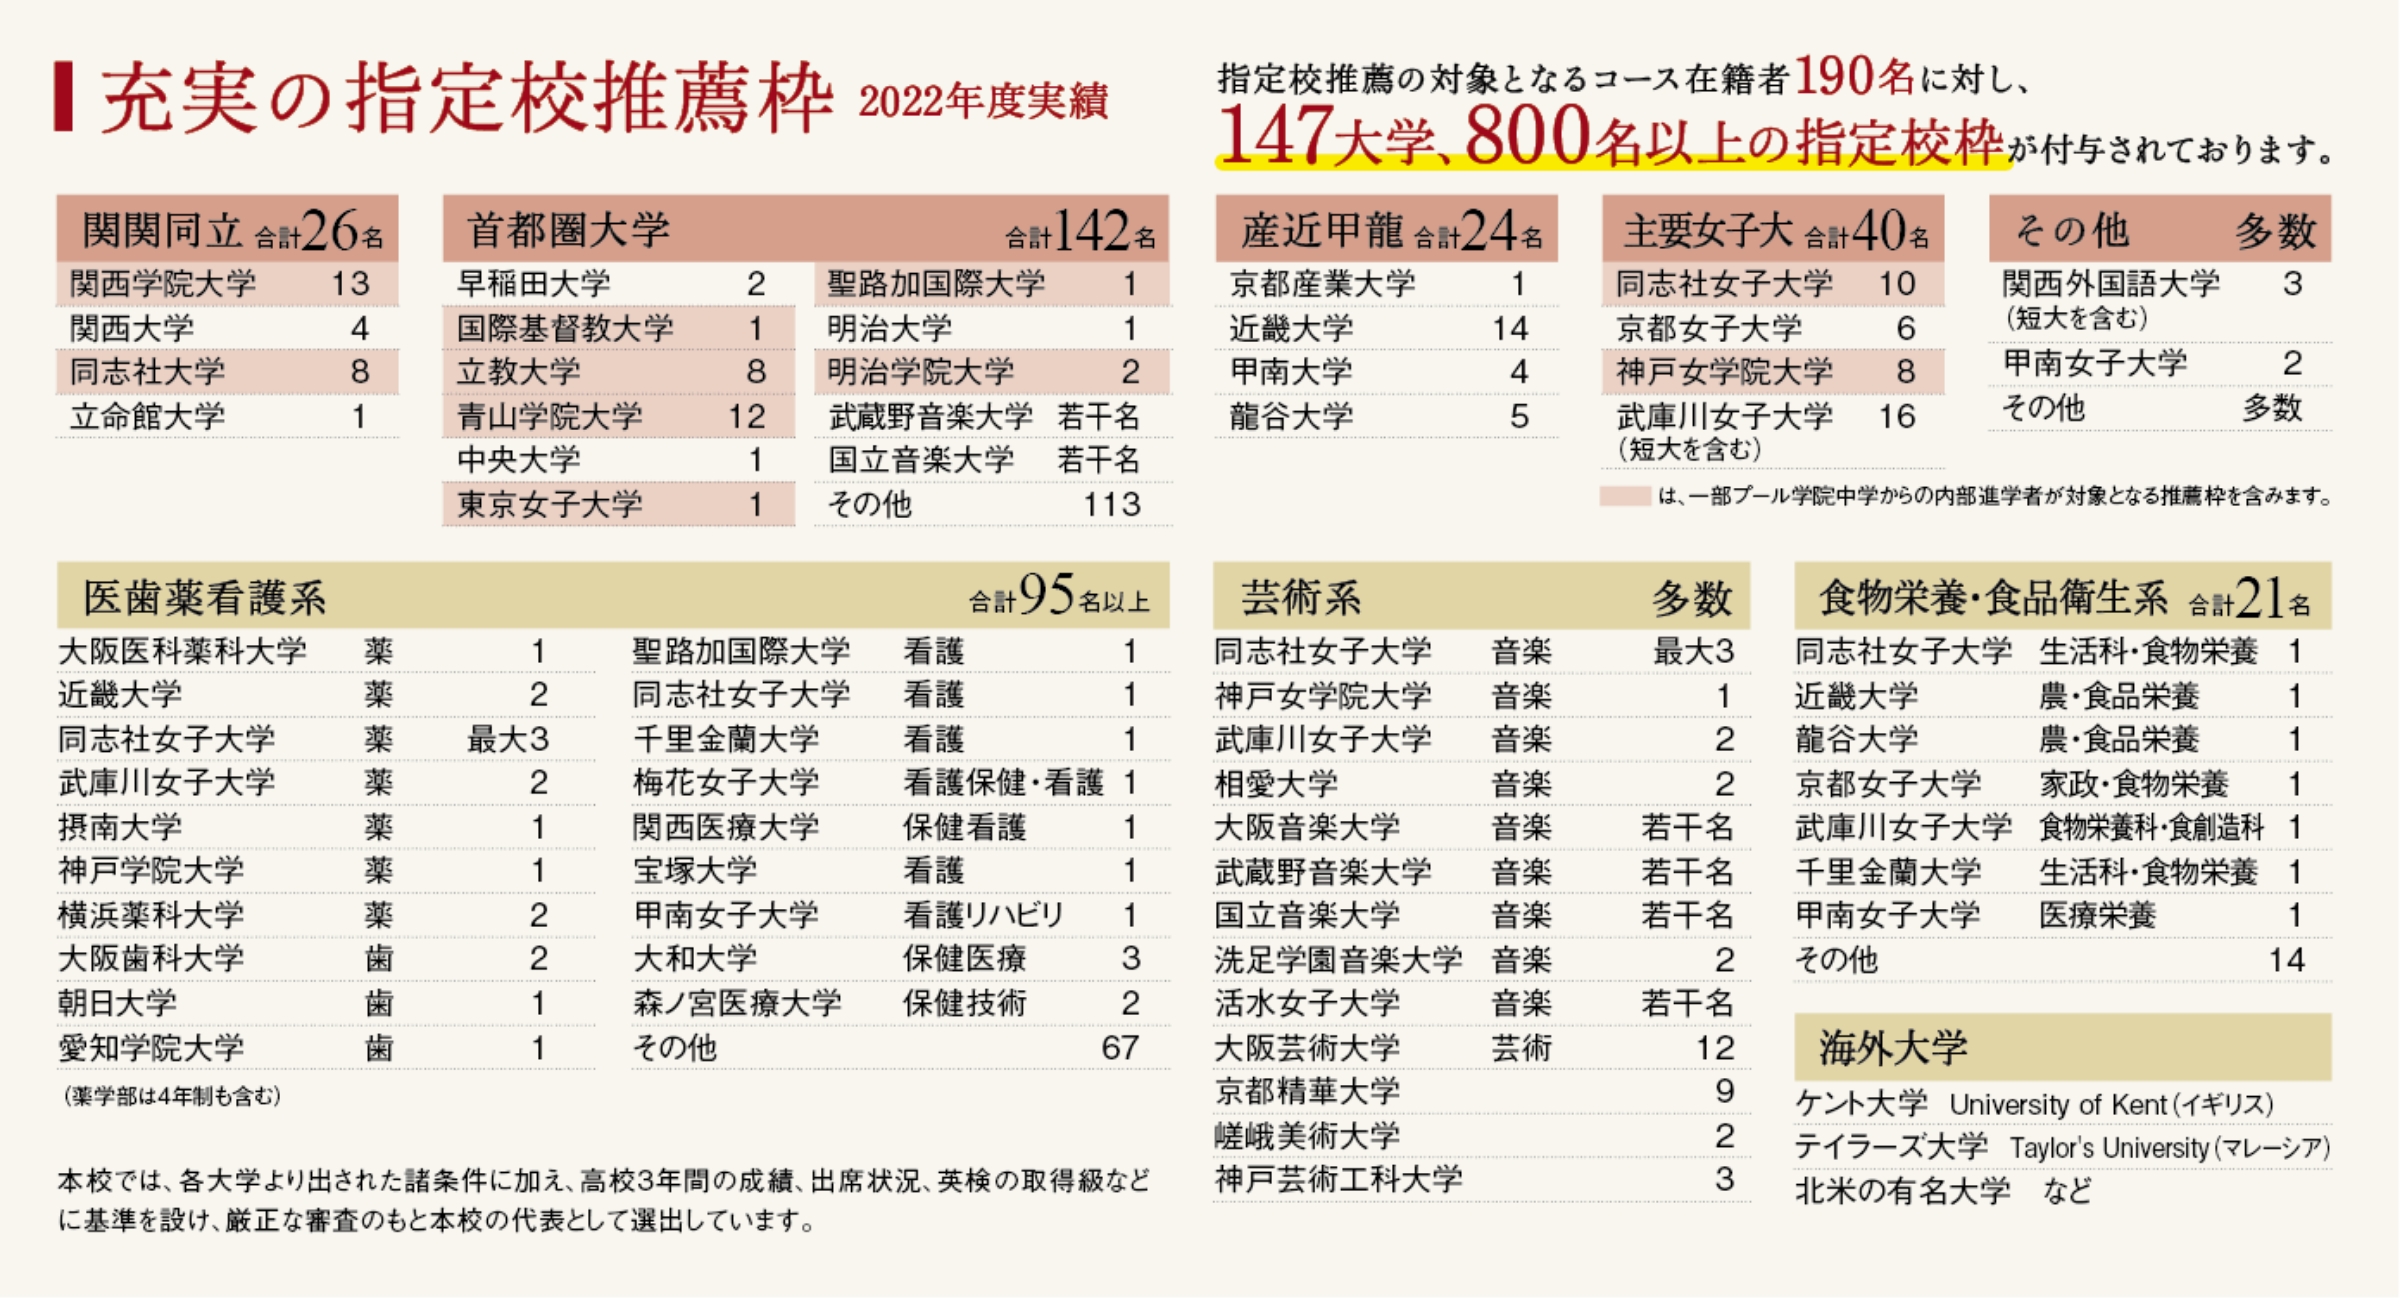 充実の指定校推薦枠 2022年度実績
指定校推薦の対象となるコース在籍者190名に対し、
147大学、800名以上の指定校枠が付与されております。
関関同立 合計26名
関西学院大学 13
関西大学 4
同志社大学 8
立命館大学 1
首都圏大学 合計142名
早稲田大学 2
国際基督教大学 1
立教大学 8
青山学院大学 12
中央大学 1
東京女子大学 1
聖路加国際大学 1
明治大学 1
明治学院大学 2
武蔵野音楽大学 若干名
国立音楽大学 若干名
その他 113
産近甲龍 合計24名
京都産業大学 1
近畿大学 14
甲南大学 4
龍谷大学 5
主要女子大 合計40名
同志社女子大学 10
京都女子大学 6
神戸女学院大学 8
武庫川女子大学 16
（短大を含む）
その他 多数
関西外国語大学 3
（短大を含む）
甲南女子大学 2
その他 多数
は、一部プール学院中学からの内部進学者が対象となる推薦枠を含みます。
医歯薬看護系 合計95名以上
大阪医科薬科大学 薬 1
近畿大学 薬 2
同志社女子大学 薬 最大3
武庫川女子大学 薬 2
摂南大学 薬 1
神戸学院大学 薬 1
横浜薬科大学 薬 2
大阪歯科大学 歯 2
朝日大学 歯 1
愛知学院大学 歯 1
（薬学部は4年制も含む）
聖路加国際大学 看護 1
同志社女子大学 看護 1
千里金蘭大学 看護 1
梅花女子大学 看護保健・看護 1
関西医療大学 保健看護 1
宝塚大学 看護 1
甲南女子大学 看護リハビリ 1
大和大学 保健医療 3
森ノ宮医療大学 保健技術 2
その他 67
本校では、各大学より出された諸条件に加え、高校3年間の成績、出席状況、英検の取得級など
に基準を設け、厳正な審査のもと本校の代表として選出しています。
芸術系 多数
同志社女子大学 音楽 最大3
神戸女学院大学 音楽 1
武庫川女子大学 音楽 2
相愛大学 音楽 2
大阪音楽大学 音楽 若干名
武蔵野音楽大学 音楽 若干名
国立音楽大学 音楽 若干名
洗足学園音楽大学 音楽 2
活水女子大学 音楽 若干名
大阪芸術大学 芸術 12
京都精華大学 9
嵯峨美術大学 2
神戸芸術工科大学 3
食物栄養・食品衛生系 合計21名
同志社女子大学 生活科・食物栄養 1
近畿大学 農・食品栄養 1
龍谷大学 農・食品栄養 1
京都女子大学 家政・食物栄養 1
武庫川女子大学 食物栄養科・食創造科 1
千里金蘭大学 生活科・食物栄養 1
甲南女子大学 医療栄養 1
その他 14
海外大学
ケント大学 University of Kent（イギリス）
テイラーズ大学 Taylor's University（マレーシア）
北米の有名大学 など